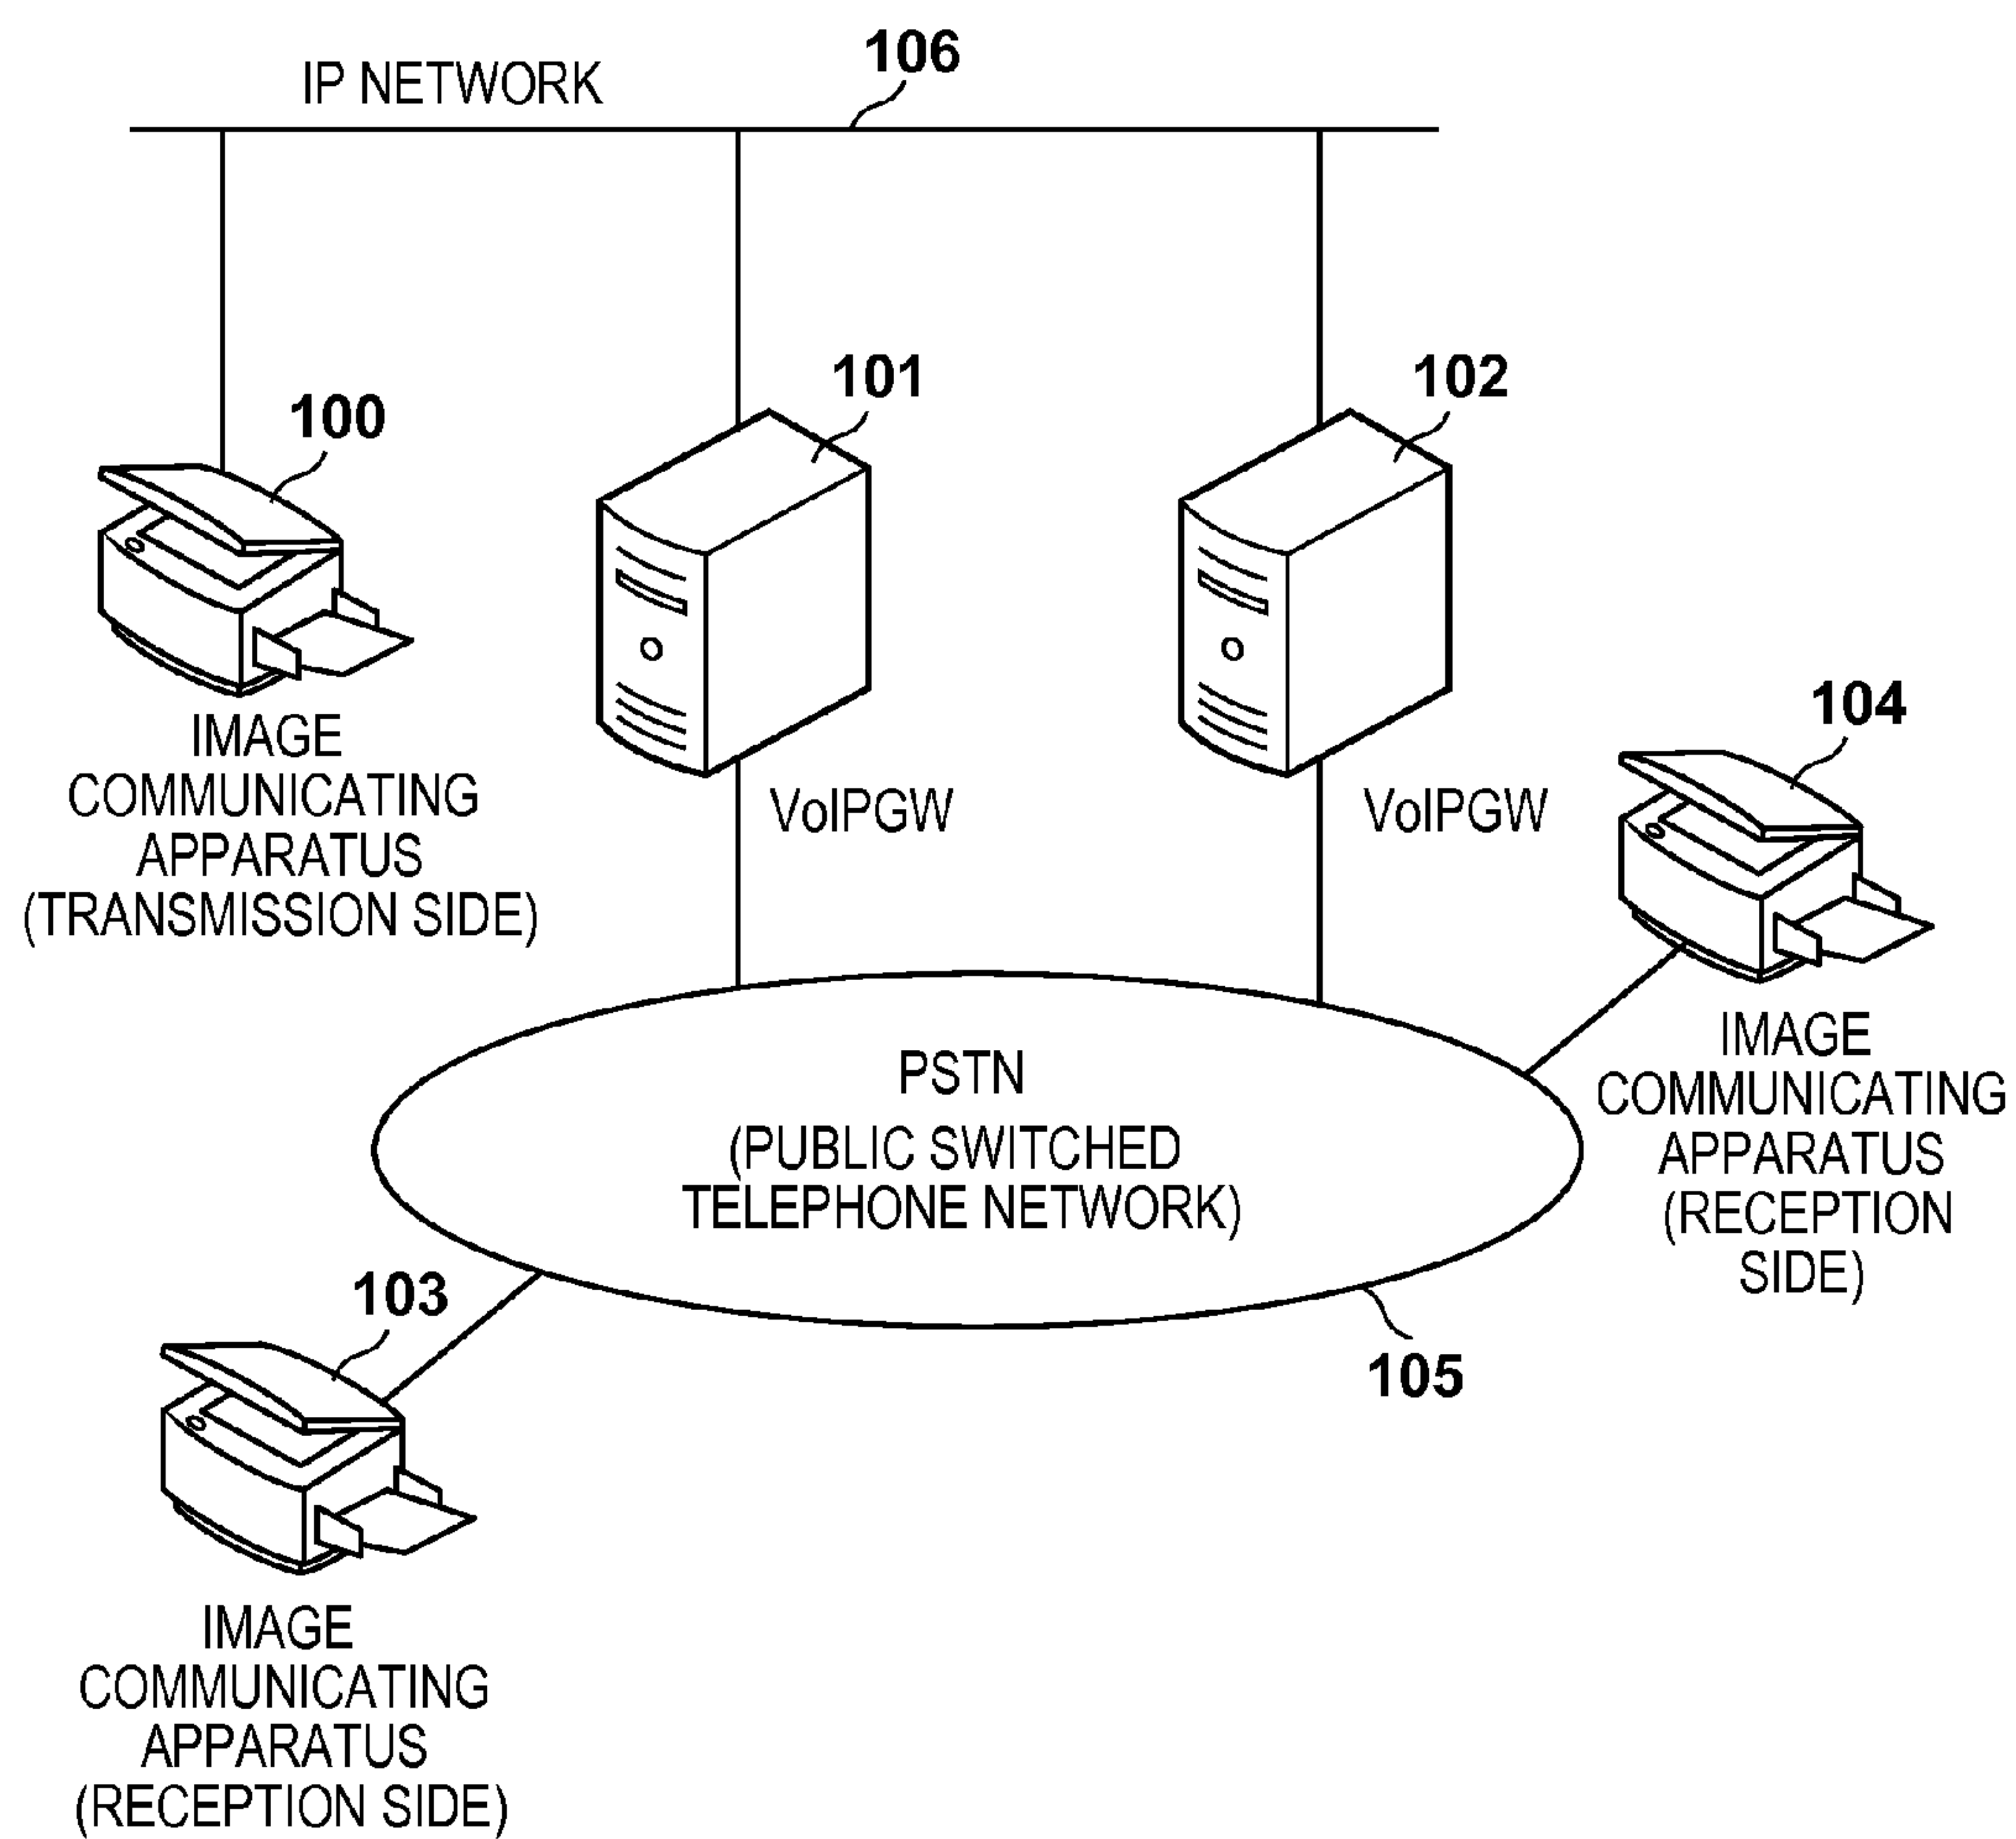 106
IP NETWORK
101
102
100
104
IMAGE
COMMUNICATING
APPARATUS
(TRANSMISSION SIDE)
VoIPGW
VoIPGW
IMAGE
COMMUNICATING
APPARATUS
(RECEPTION
SIDE)
PSTN
(PUBLIC SWITCHED
TELEPHONE NETWORK)
103
105
IMAGE
COMMUNICATING
APPARATUS
(RECEPTION SIDE)